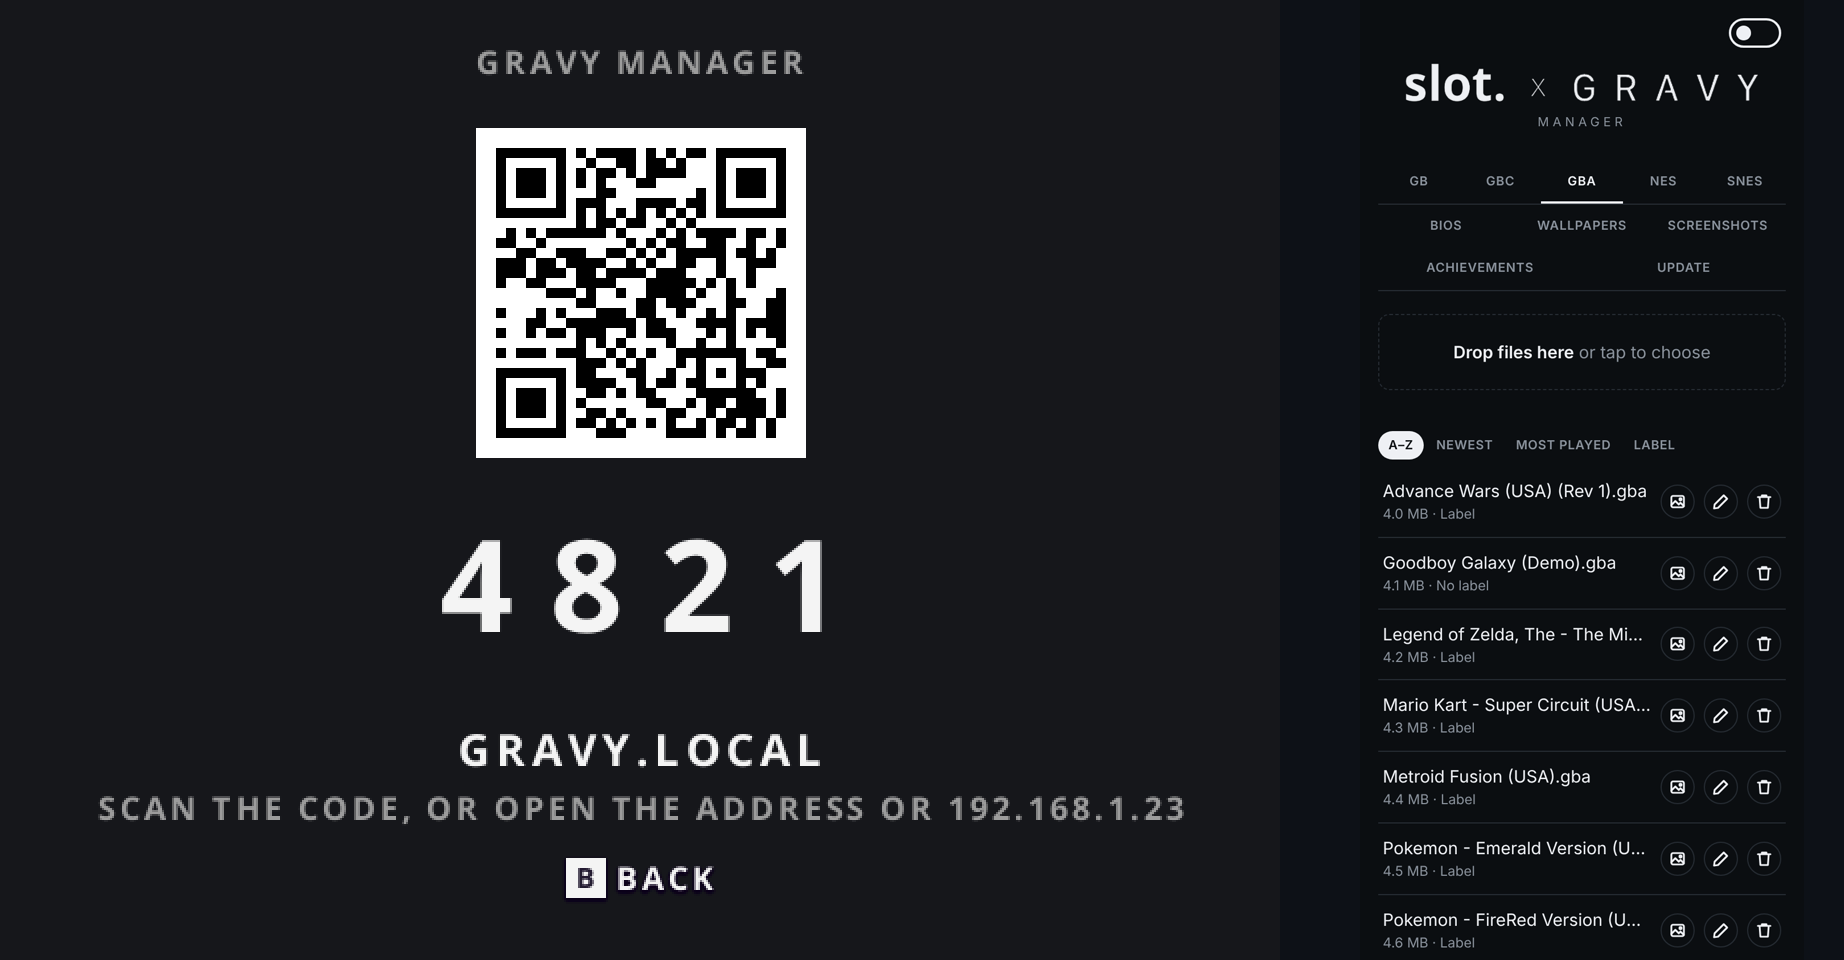 GRAVY MANAGER
4821
GRAVY.LOCAL
SCAN THE CODE, OR OPEN THE ADDRESS OR 192.168.1.23
B BACK
slot. X GRAVY
MANAGER
GB GBC GBA NES SNES
BIOS WALLPAPERS SCREENSHOTS
ACHIEVEMENTS UPDATE
Drop files here or tap to choose
A–Z NEWEST MOST PLAYED LABEL
Advance Wars (USA) (Rev 1).gba
4.0 MB · Label
Goodboy Galaxy (Demo).gba
4.1 MB · No label
Legend of Zelda, The - The Mi...
4.2 MB · Label
Mario Kart - Super Circuit (USA...
4.3 MB · Label
Metroid Fusion (USA).gba
4.4 MB · Label
Pokemon - Emerald Version (U...
4.5 MB · Label
Pokemon - FireRed Version (U...
4.6 MB · Label